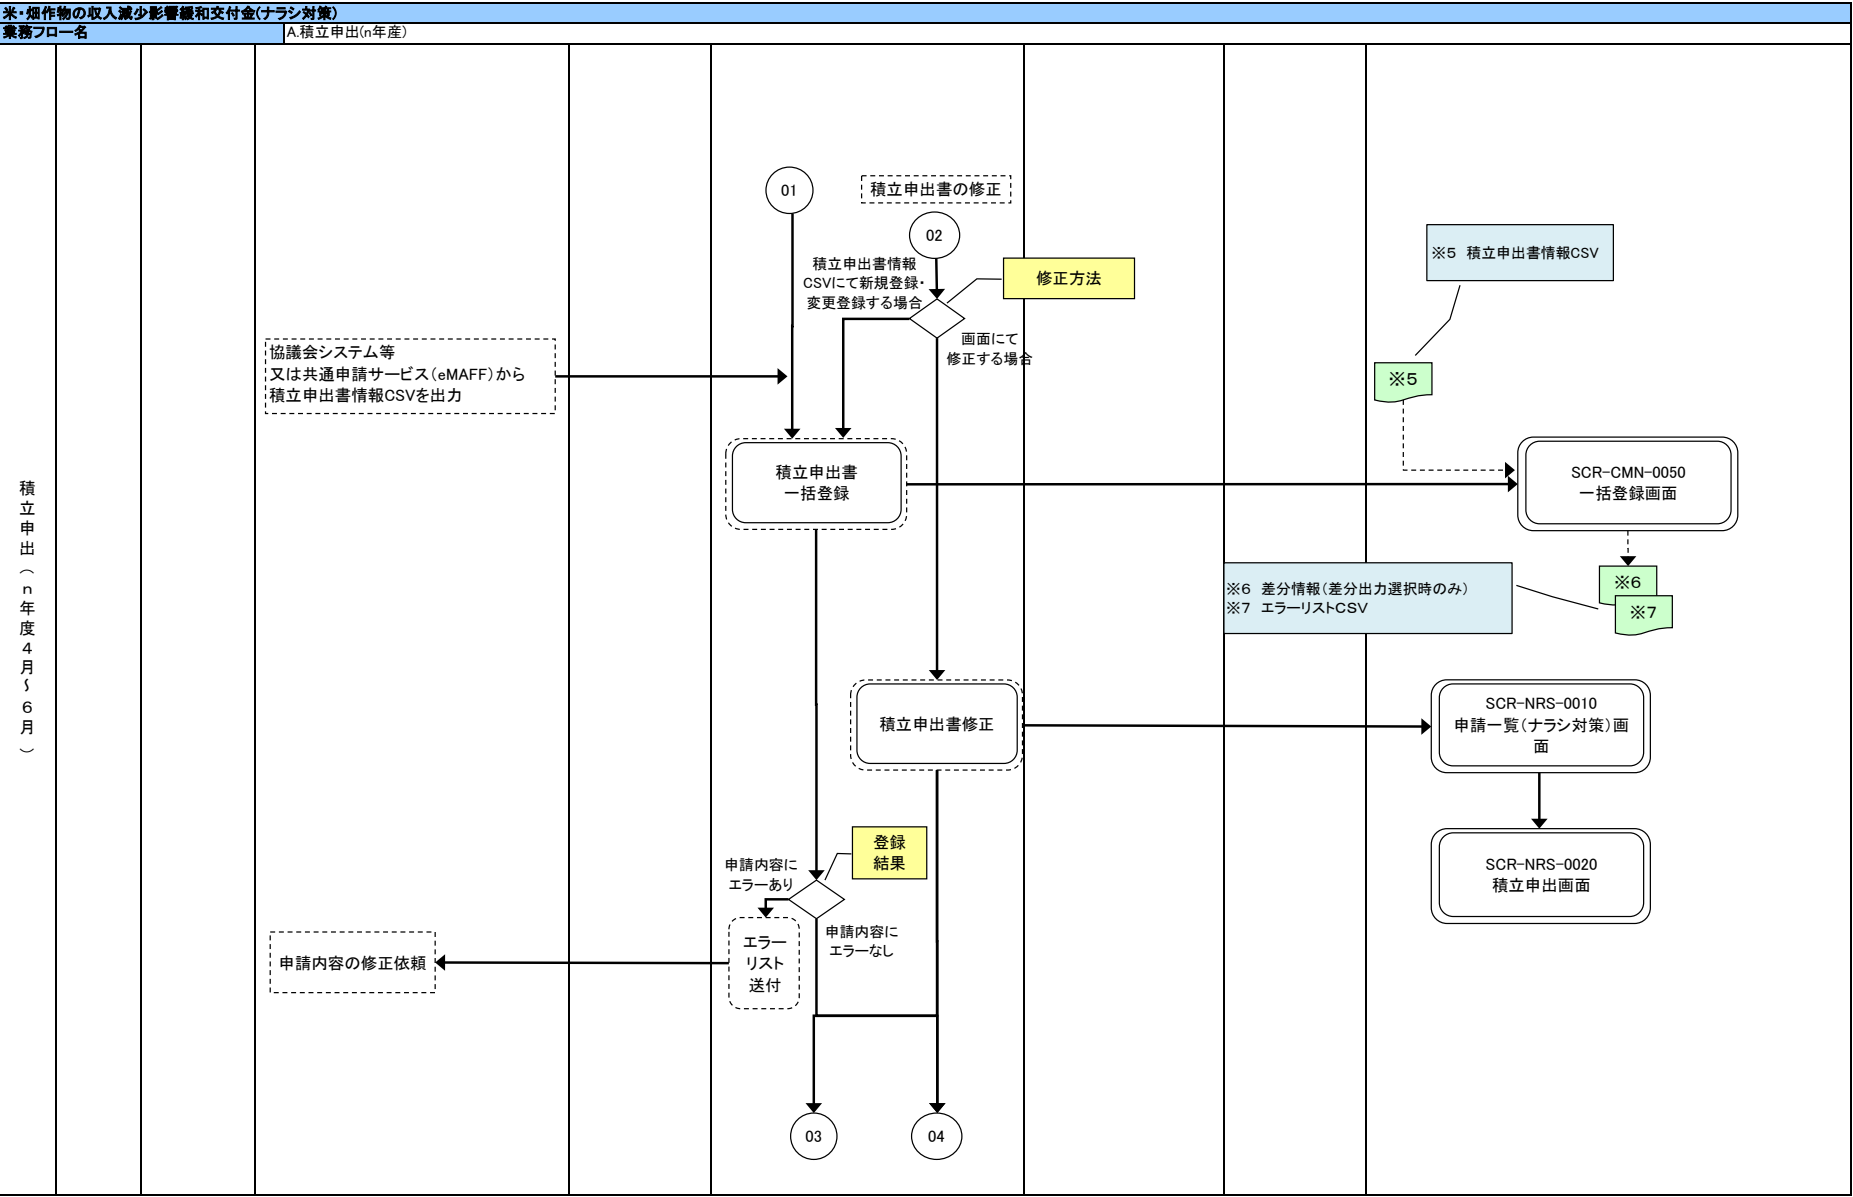 米・畑作物の収入減少影響緩和交付金(ナラシ対策)
業務フロー名
A.積立申出(n年産)
積立申出（n年度4月～6月）
01
積立申出書の修正
02
積立申出書情報
CSVにて新規登録・
変更登録する場合
修正方法
画面にて
修正する場合
※5 積立申出書情報CSV
※5
協議会システム等
又は共通申請サービス（eMAFF）から
積立申出書情報CSVを出力
積立申出書
一括登録
SCR-CMN-0050
一括登録画面
※6 差分情報（差分出力選択時のみ）
※7 エラーリストCSV
※6
※7
積立申出書修正
SCR-NRS-0010
申請一覧（ナラシ対策）画
面
登録
結果
申請内容に
エラーあり
SCR-NRS-0020
積立申出画面
申請内容に
エラーなし
エラー
リスト
送付
申請内容の修正依頼
03
04